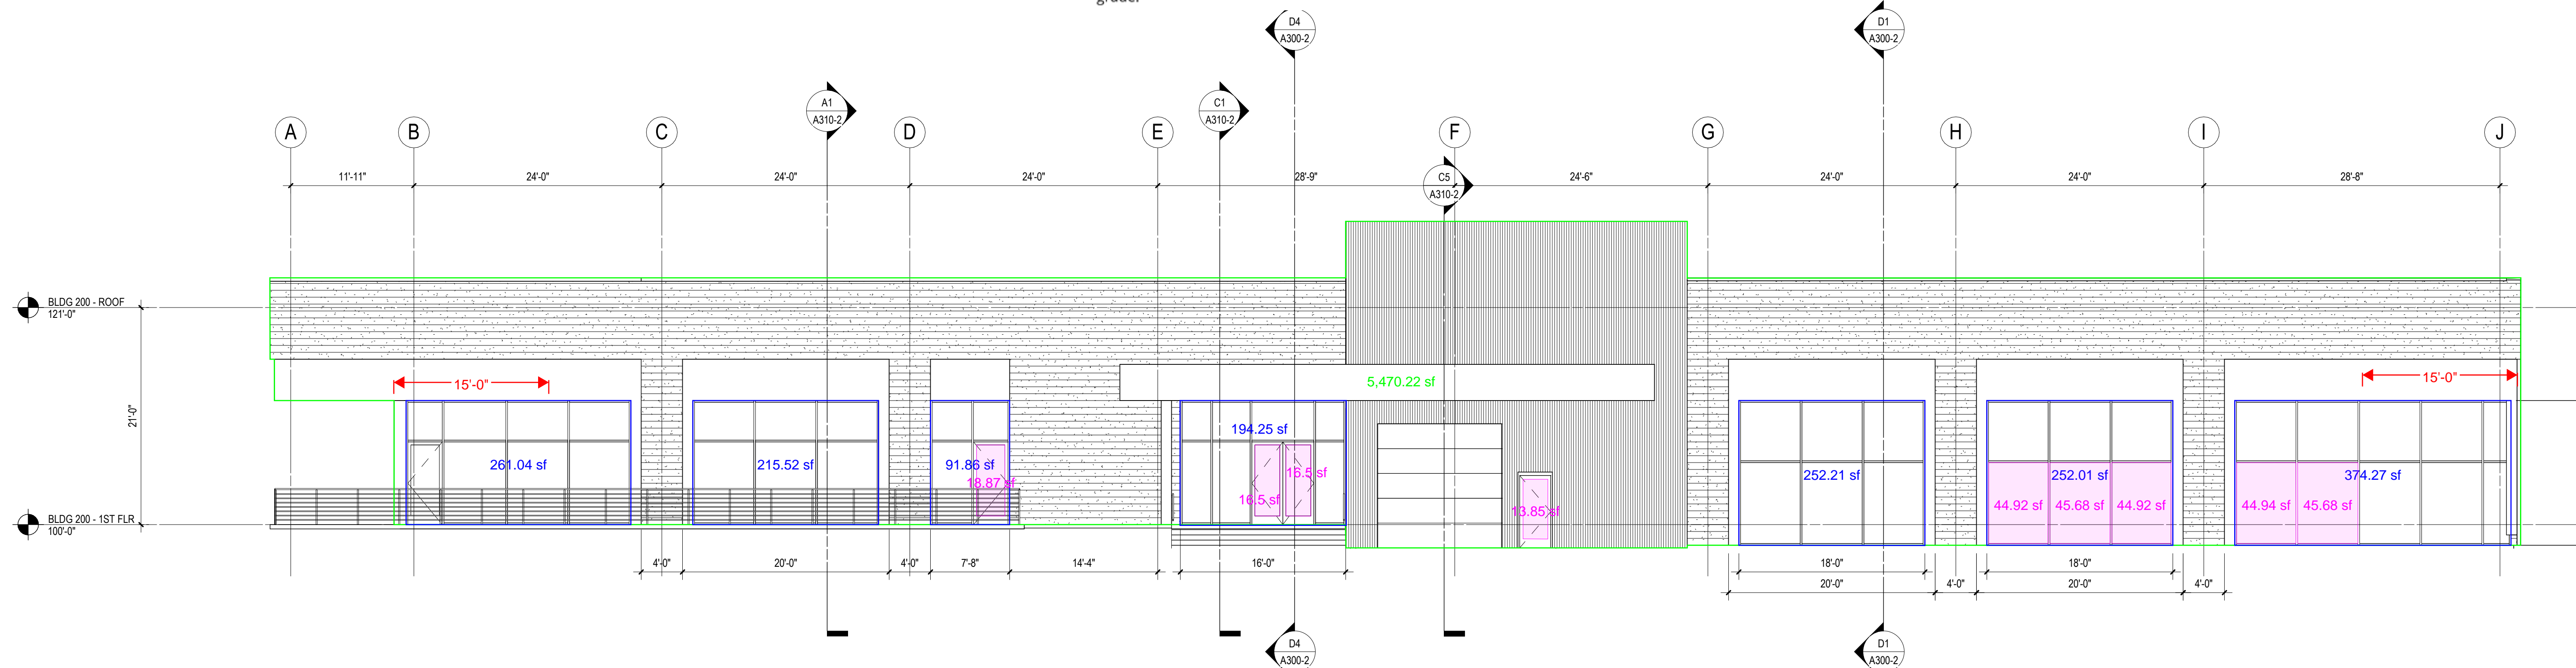 grade.
D4
A300-2
D1
A300-2
A1
A310-2
C1
A310-2
A
B
C
D
E
F
G
H
I
J
11'-11"
24'-0"
24'-0"
24'-0"
28'-9"
24'-6"
24'-0"
24'-0"
28'-8"
C5
A310-2
BLDG 200 - ROOF
121'-0"
21'-0"
15'-0"
5,470.22 sf
15'-0"
194.25 sf
261.04 sf
215.52 sf
91.86 sf
18.87 sf
16.5 sf
16.5 sf
13.85 sf
252.21 sf
252.01 sf
374.27 sf
44.92 sf
45.68 sf
44.92 sf
44.94 sf
45.68 sf
BLDG 200 - 1ST FLR
100'-0"
4'-0"
20'-0"
4'-0"
7'-8"
14'-4"
16'-0"
18'-0"
18'-0"
20'-0"
4'-0"
20'-0"
4'-0"
D4
A300-2
D1
A300-2